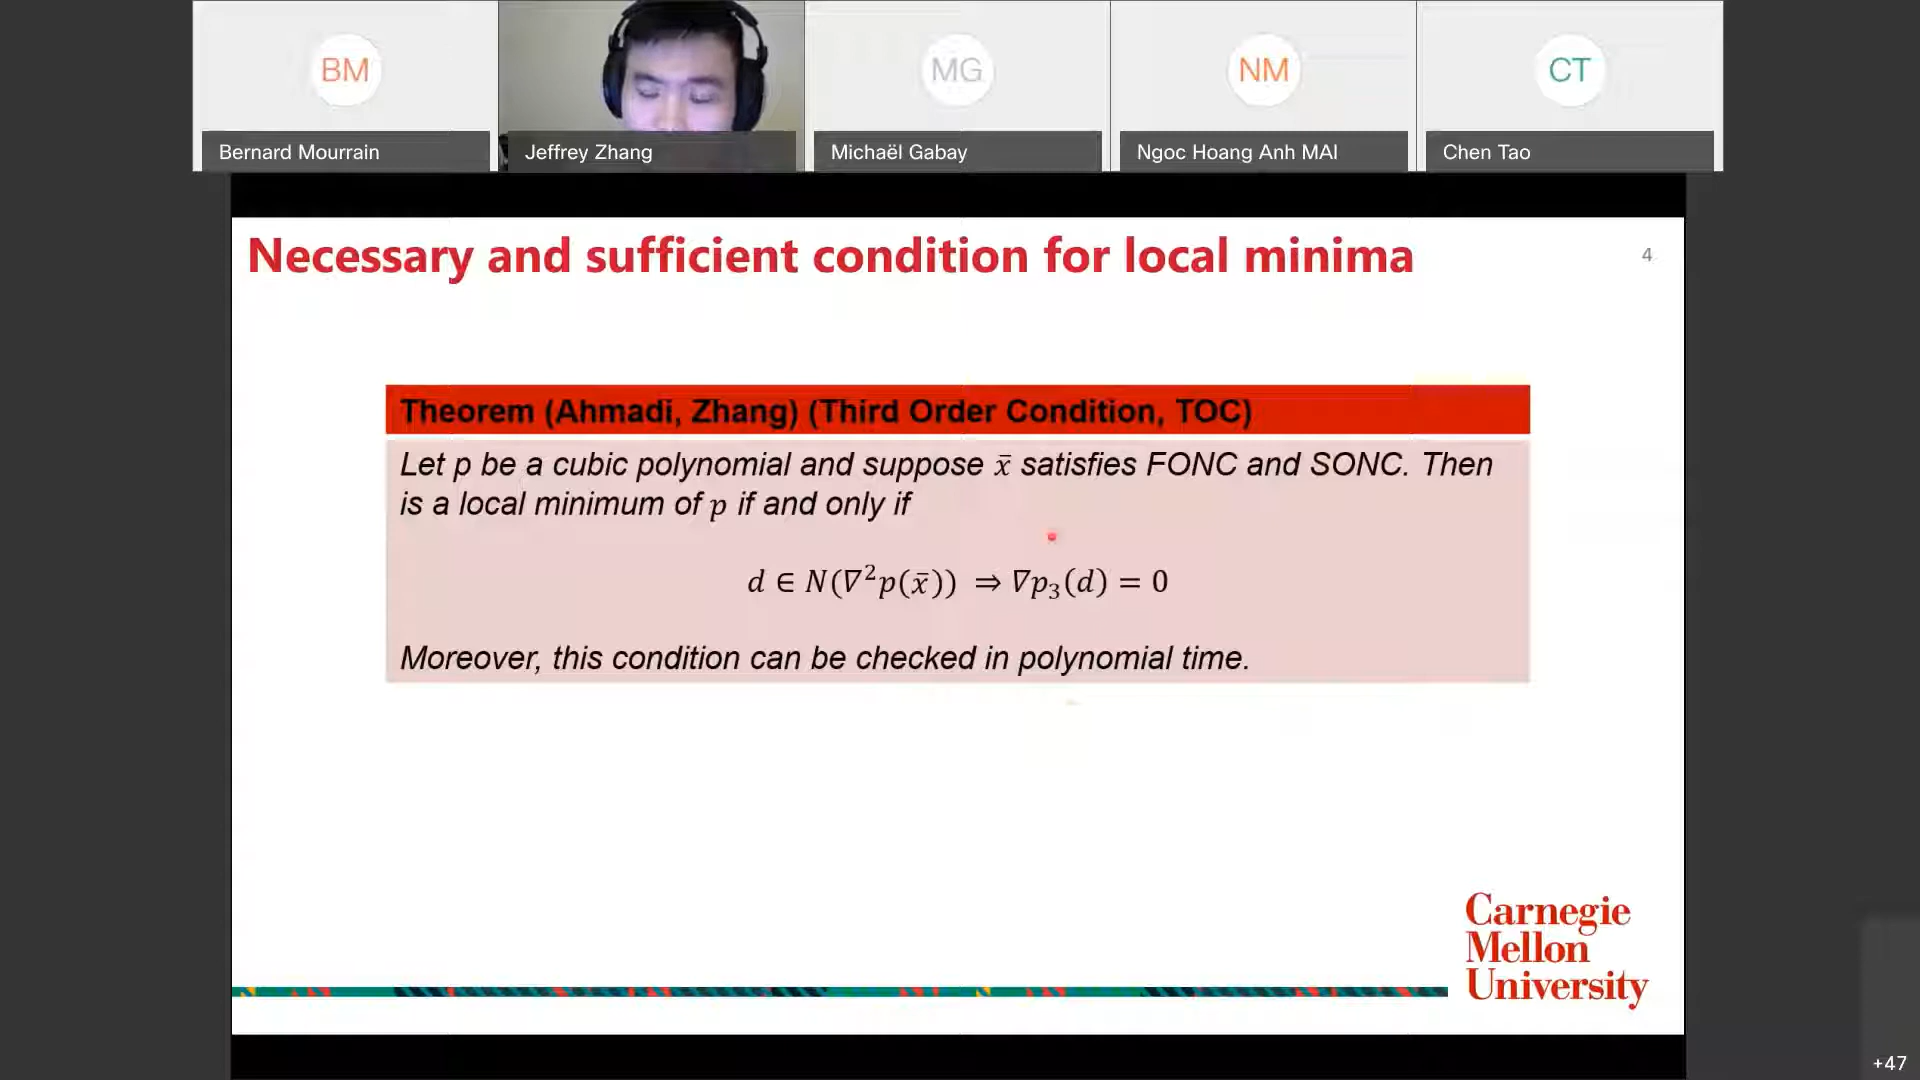 BM
MG
NM
CT
Bernard Mourrain
Jeffrey Zhang
Michaël Gabay
Ngoc Hoang Anh MAI
Chen Tao
Necessary and sufficient condition for local minima
4
Theorem (Ahmadi, Zhang) (Third Order Condition, TOC)
Let p be a cubic polynomial and suppose x̄ satisfies FONC and SONC. Then
is a local minimum of p if and only if
d ∈ N(∇²p(x̄)) ⇒ ∇p₃(d) = 0
Moreover, this condition can be checked in polynomial time.
Carnegie
Mellon
University
+47